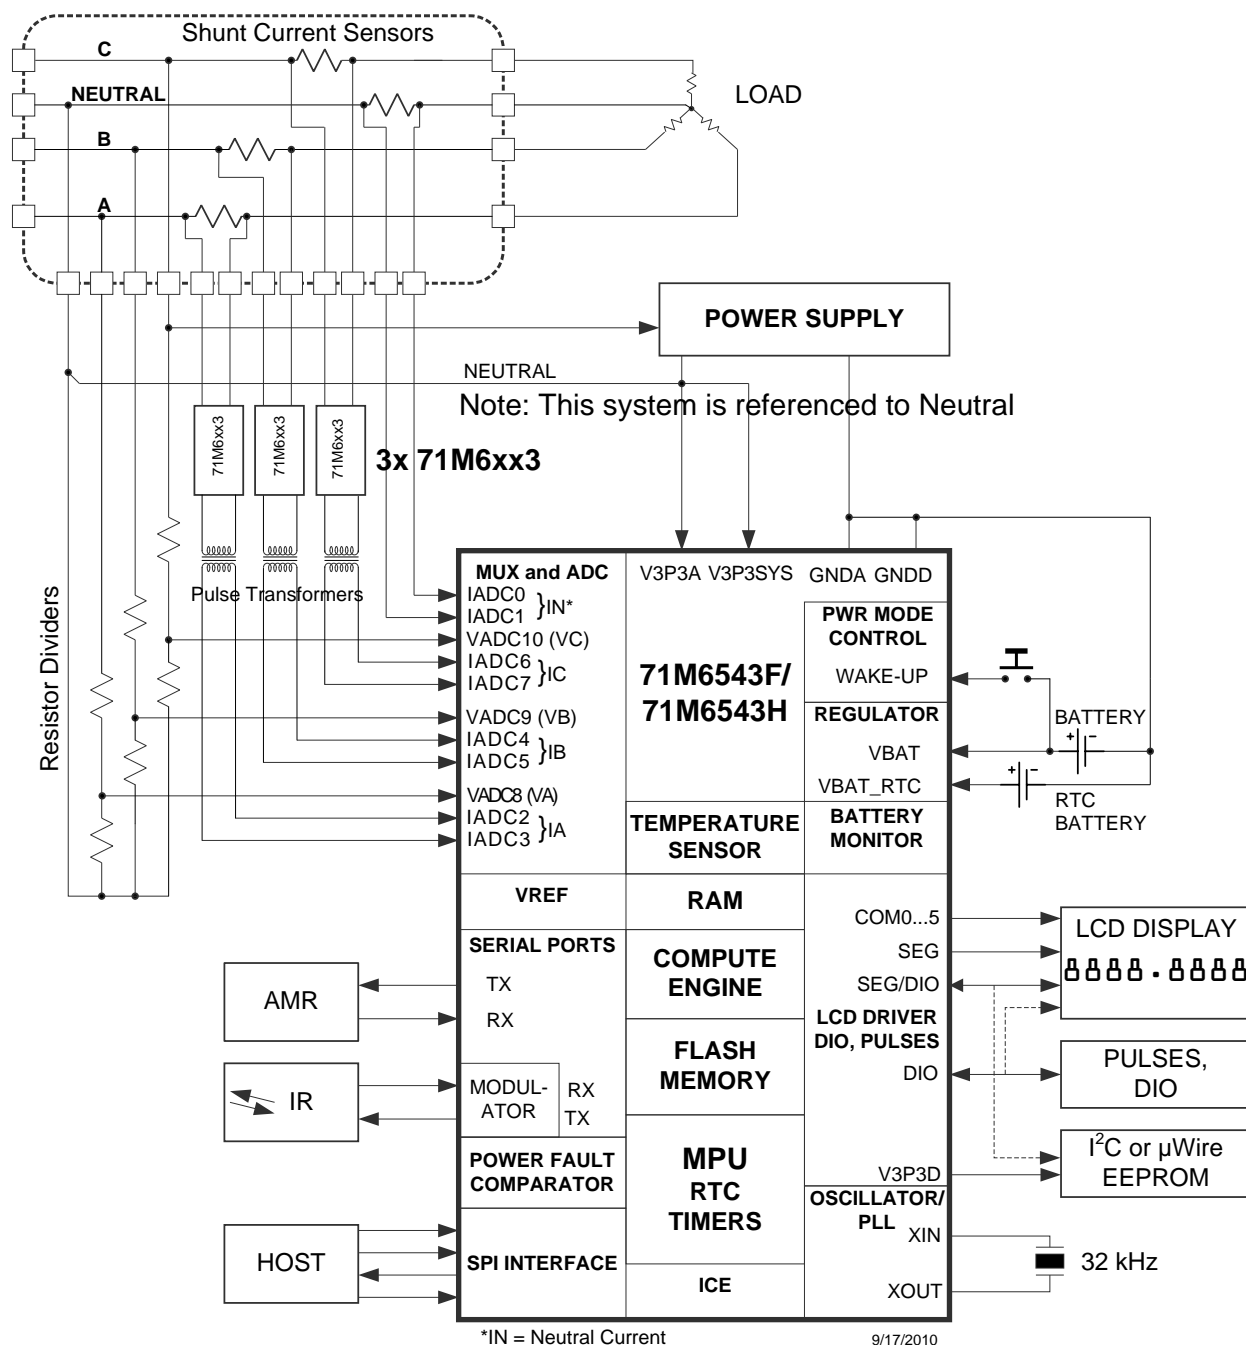 Shunt Current Sensors
C
NEUTRAL
B
A
LOAD
POWER SUPPLY
NEUTRAL
Note: This system is referenced to Neutral
71M6xx3
71M6xx3
71M6xx3
3x 71M6xx3
Pulse Transformers
Resistor Dividers
MUX and ADC
IADC0
IADC1
}IN*
VADC10 (VC)
IADC6
IADC7
}IC
VADC9 (VB)
IADC4
IADC5
}IB
VADC8 (VA)
IADC2
IADC3
}IA
V3P3A V3P3SYS
GNDA GNDD
71M6543F/
71M6543H
PWR MODE
CONTROL
WAKE-UP
REGULATOR
VBAT
VBAT_RTC
BATTERY
+ -
+ -
RTC
BATTERY
TEMPERATURE
SENSOR
BATTERY
MONITOR
VREF
RAM
SERIAL PORTS
TX
RX
COMPUTE
ENGINE
COM0...5
SEG
SEG/DIO
LCD DRIVER
DIO, PULSES
DIO
V3P3D
LCD DISPLAY
8888.8888
PULSES,
DIO
I²C or µWire
EEPROM
AMR
IR
MODUL-
ATOR
RX
TX
FLASH
MEMORY
POWER FAULT
COMPARATOR
MPU
RTC
TIMERS
OSCILLATOR/
PLL
XIN
XOUT
32 kHz
HOST
SPI INTERFACE
ICE
*IN = Neutral Current
9/17/2010